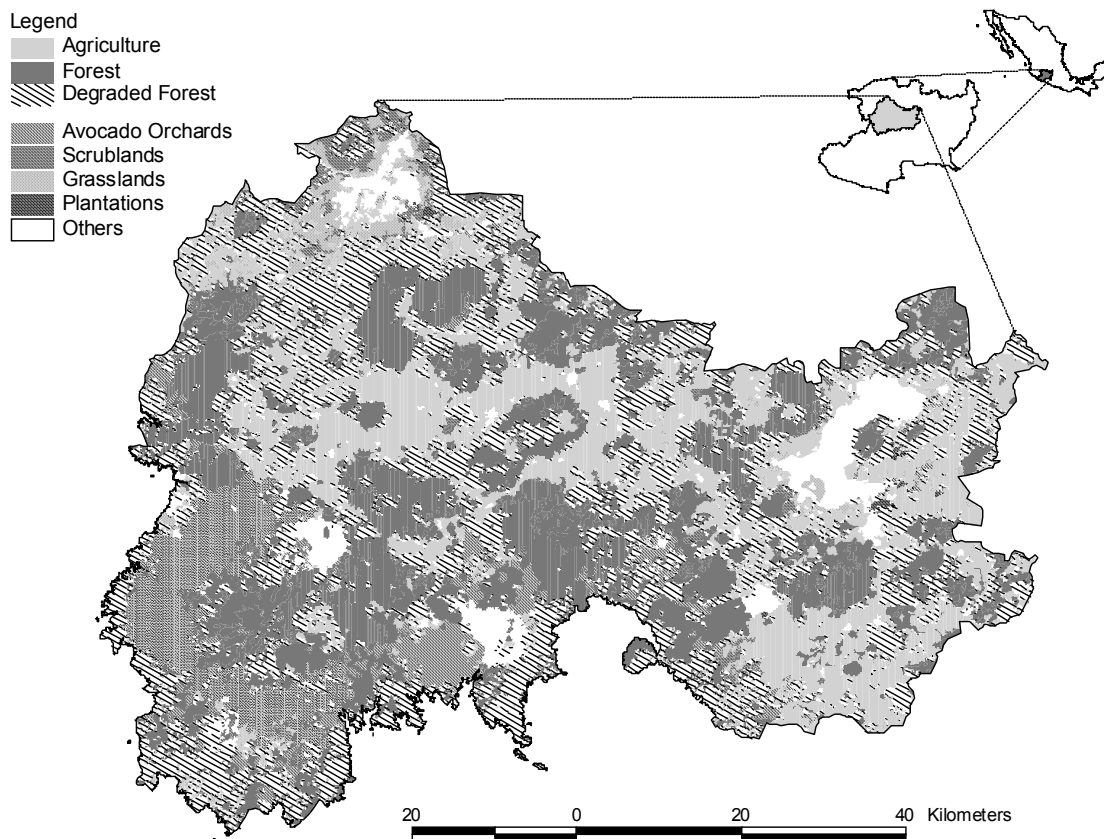 Legend
Agriculture
Forest
Degraded Forest
Avocado Orchards
Scrublands
Grasslands
Plantations
Others
20 0 20 40 Kilometers